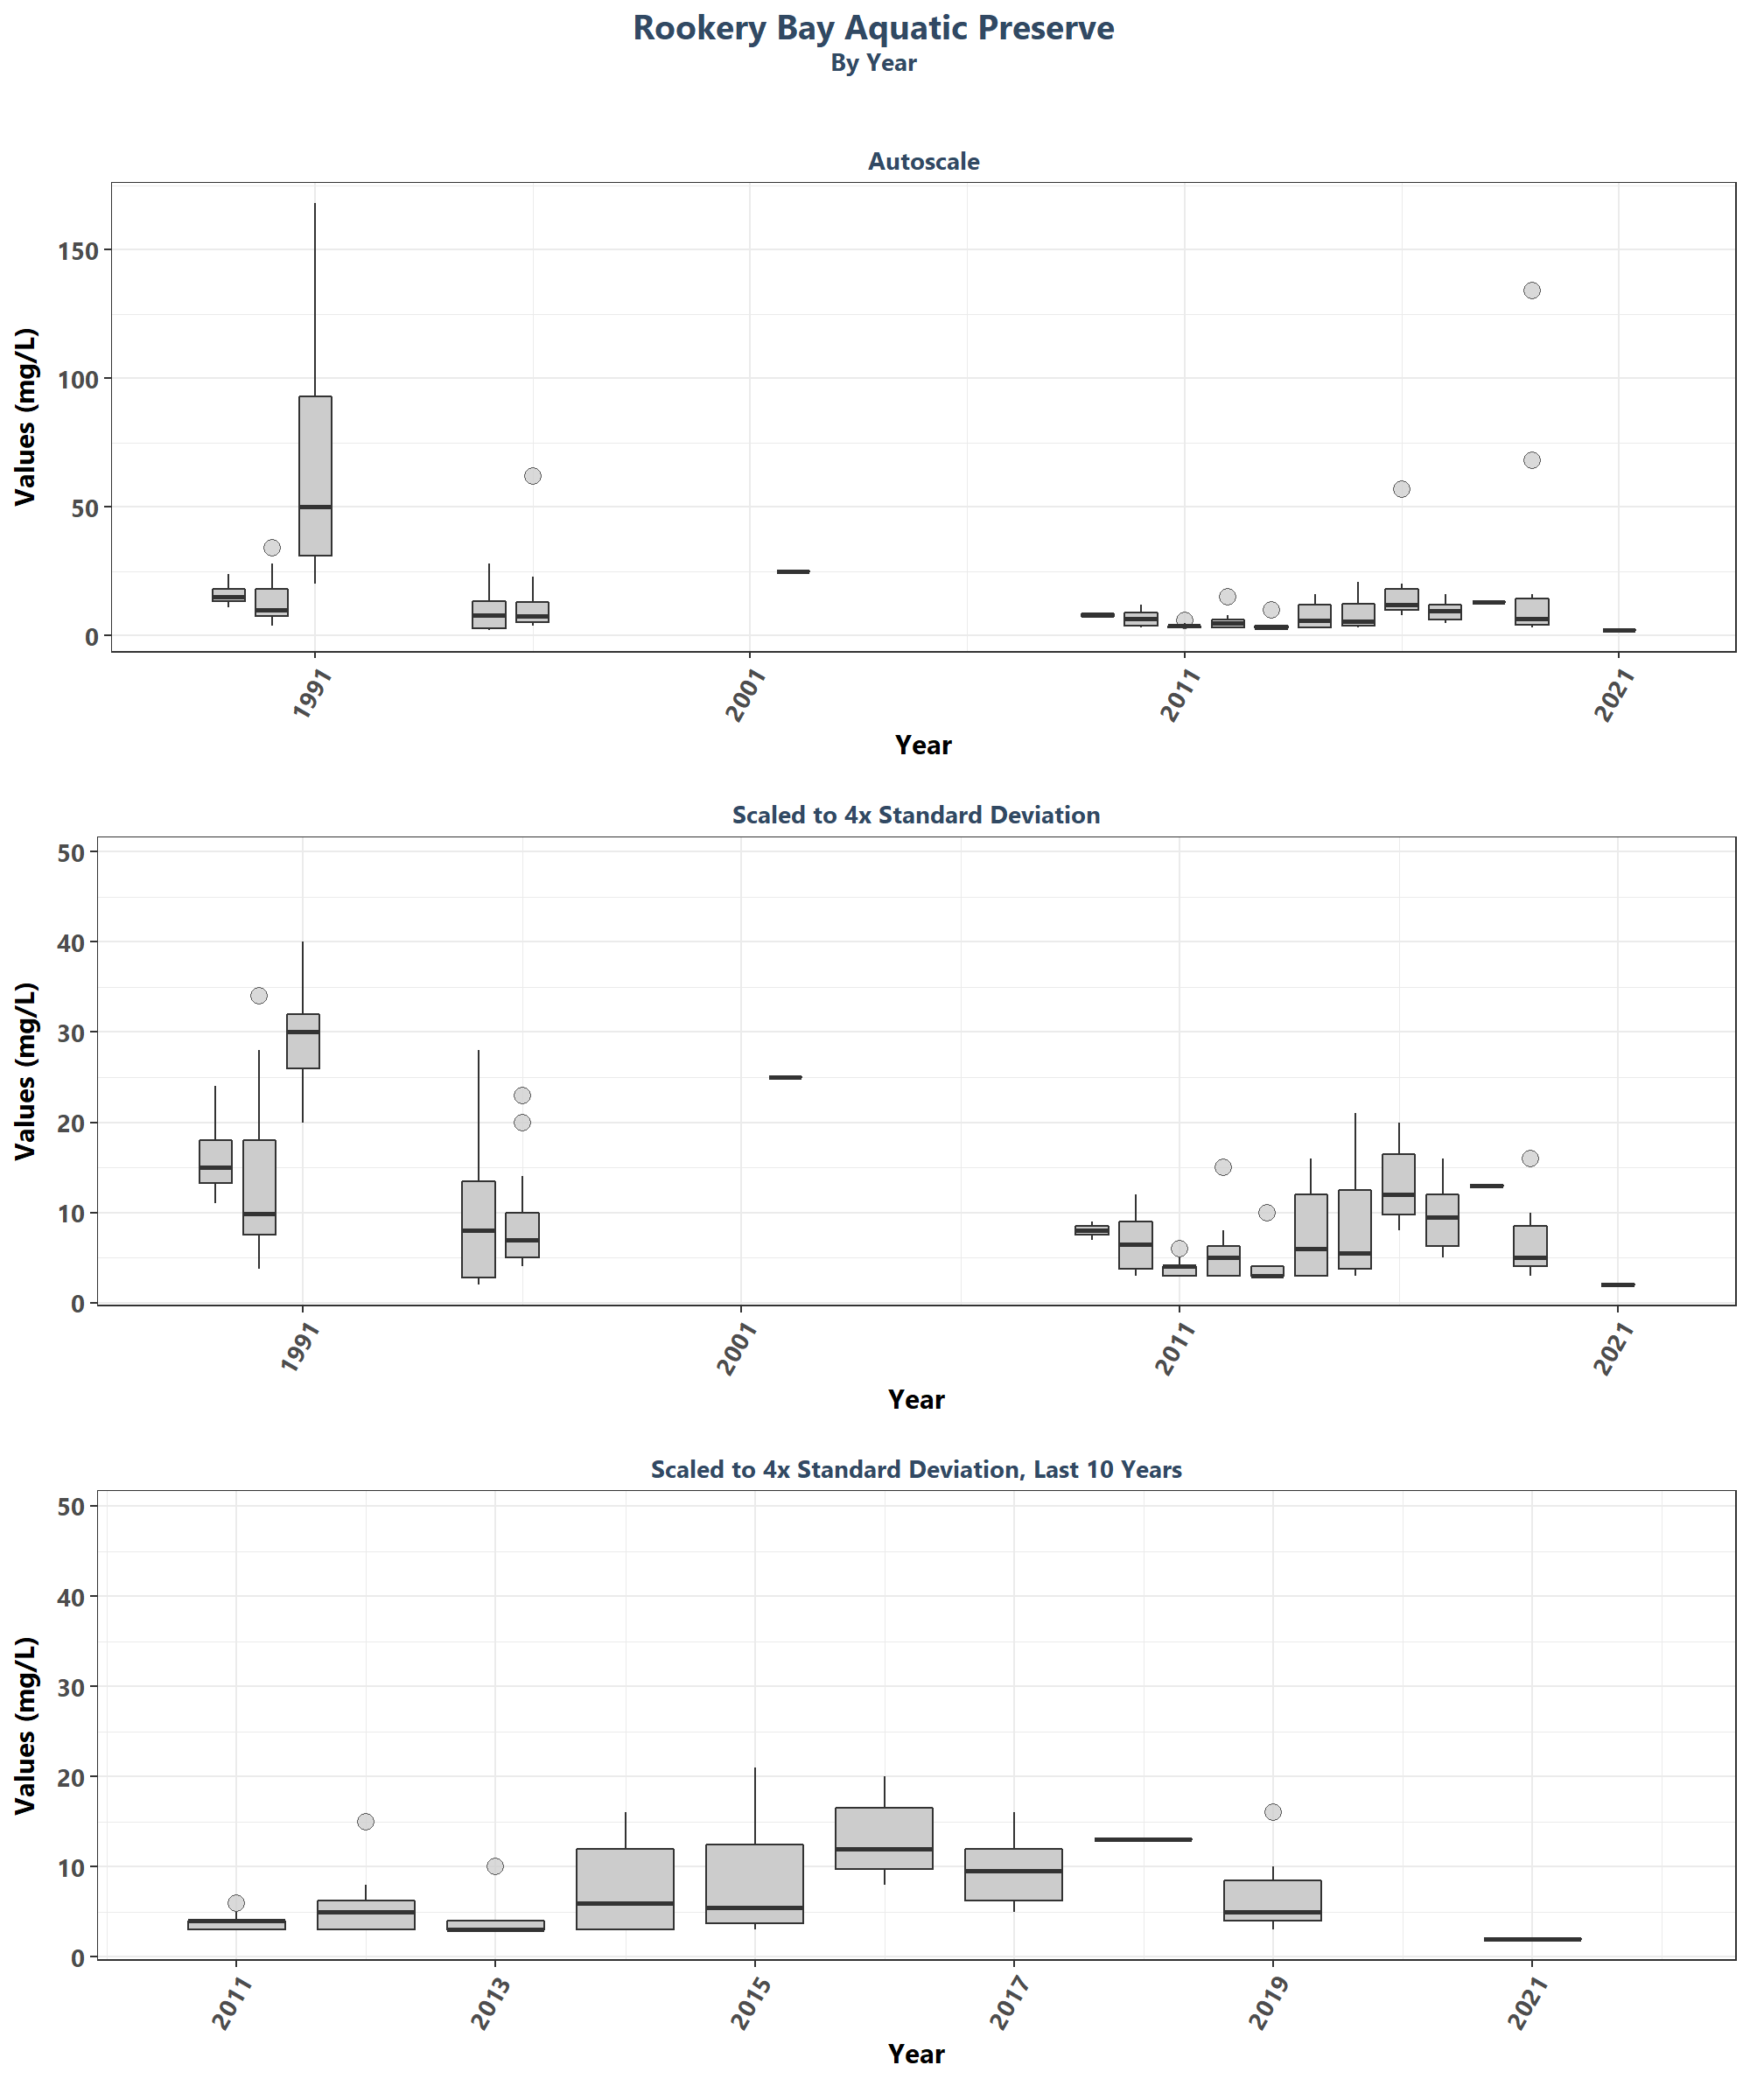 Rookery Bay Aquatic Preserve
By Year
Autoscale
Values (mg/L)
150
100
50
0
1991
2001
2011
2021
Year
Scaled to 4x Standard Deviation
Values (mg/L)
50
40
30
20
10
0
1991
2001
2011
2021
Year
Scaled to 4x Standard Deviation, Last 10 Years
Values (mg/L)
50
40
30
20
10
0
2011
2013
2015
2017
2019
2021
Year